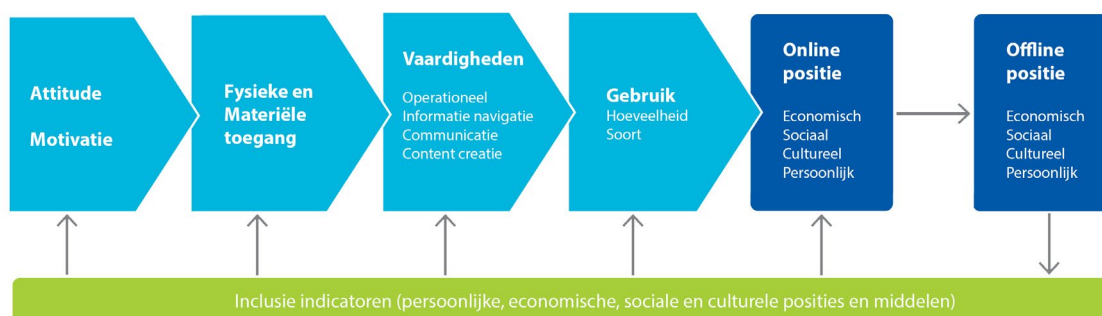 Attitude
Motivatie
Fysieke en
Materiële
toegang
Vaardigheden
Operationeel
Informatie navigatie
Communicatie
Content creatie
Gebruik
Hoeveelheid
Soort
Online
positie
Economisch
Sociaal
Cultureel
Persoonlijk
Offline
positie
Economisch
Sociaal
Cultureel
Persoonlijk
Inclusie indicatoren (persoonlijke, economische, sociale en culturele posities en middelen)